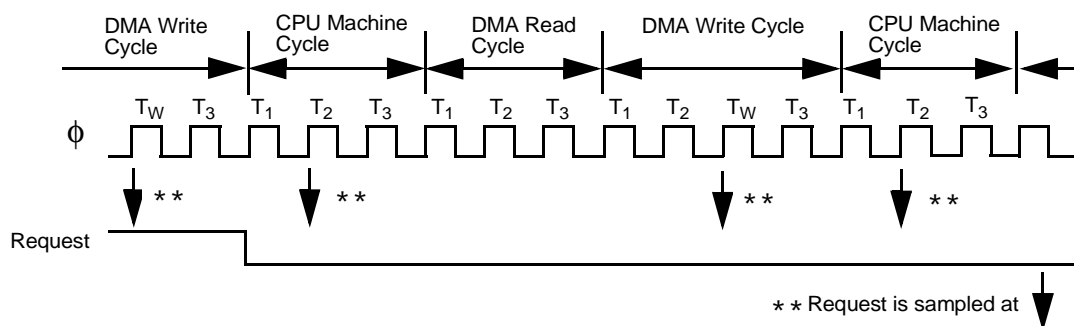 DMA Write Cycle CPU Machine Cycle DMA Read Cycle DMA Write Cycle CPU Machine Cycle
TW T3 T1 T2 T3 T1 T2 T3 T1 T2 TW T3 T1 T2 T3
ϕ
** ** ** **
Request
** Request is sampled at